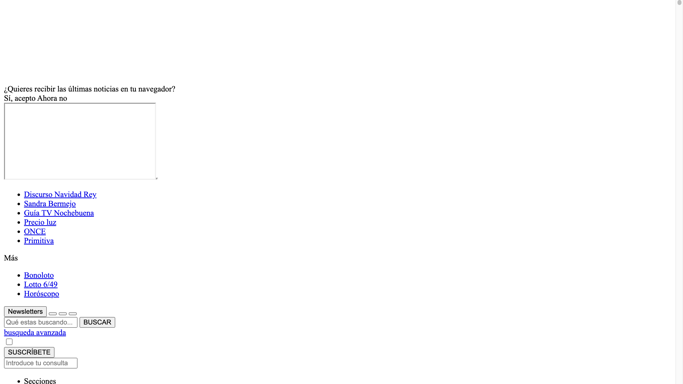 ¿Quieres recibir las últimas noticias en tu navegador?
Sí, acepto Ahora no
Discurso Navidad Rey
Sandra Bermejo
Guía TV Nochebuena
Precio luz
ONCE
Primitiva
Más
Bonoloto
Lotto 6/49
Horóscopo
Newsletters
Qué estas buscando... BUSCAR
busqueda avanzada
SUSCRÍBETE
Introduce tu consulta
Secciones